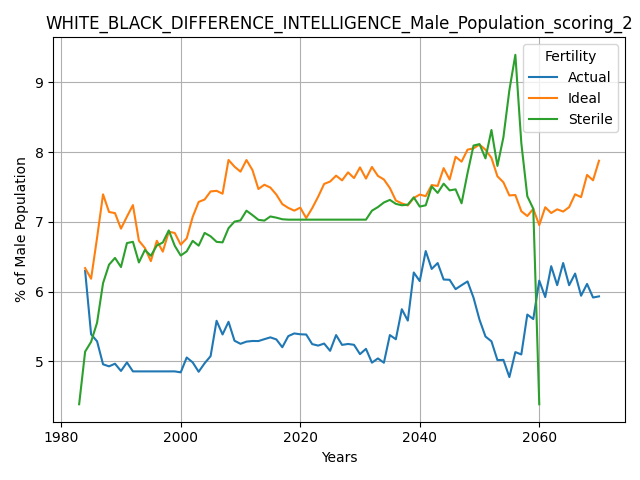 WHITE_BLACK_DIFFERENCE_INTELLIGENCE_Male_Population_scoring_2
Fertility
Actual
Ideal
Sterile
% of Male Population
9
8
7
6
5
1980 2000 2020 2040 2060
Years